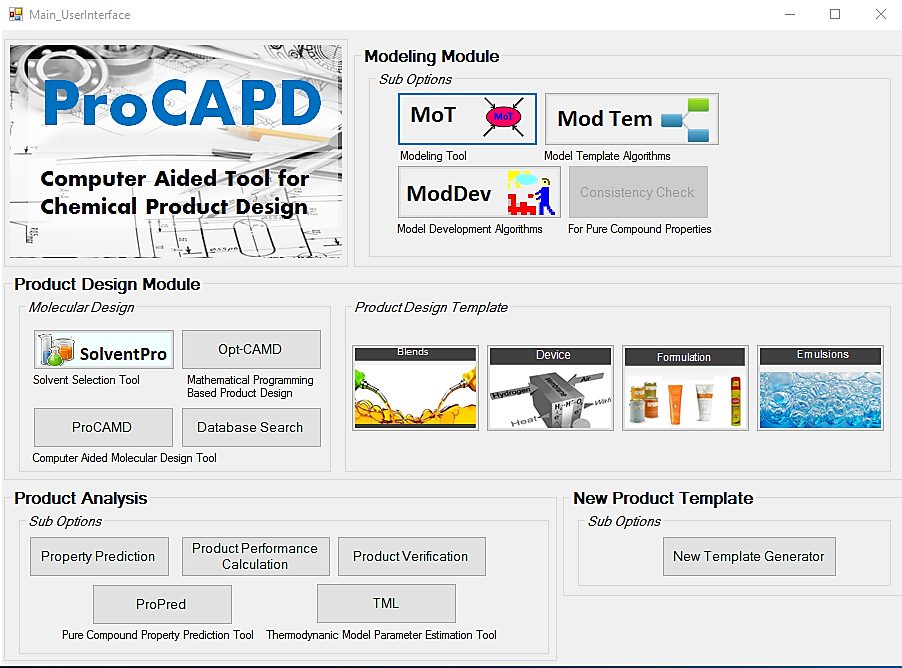 Main_UserInterface
ProCAPD
Computer Aided Tool for
Chemical Product Design
Modeling Module
Sub Options
MoT
MoT
Modeling Tool
Mod Tem
Model Template Algorithms
ModDev
Model Development Algorithms
Consistency Check
For Pure Compound Properties
Product Design Module
Molecular Design
SolventPro
Solvent Selection Tool
Opt-CAMD
Mathematical Programming
Based Product Design
ProCAMD
Computer Aided Molecular Design Tool
Database Search
Product Design Template
Blends
Device
Hydrogen
Air
Heat
Formulation
Emulsions
Product Analysis
Sub Options
Property Prediction
Product Performance
Calculation
Product Verification
ProPred
Pure Compound Property Prediction Tool
TML
Thermodynanic Model Parameter Estimation Tool
New Product Template
Sub Options
New Template Generator